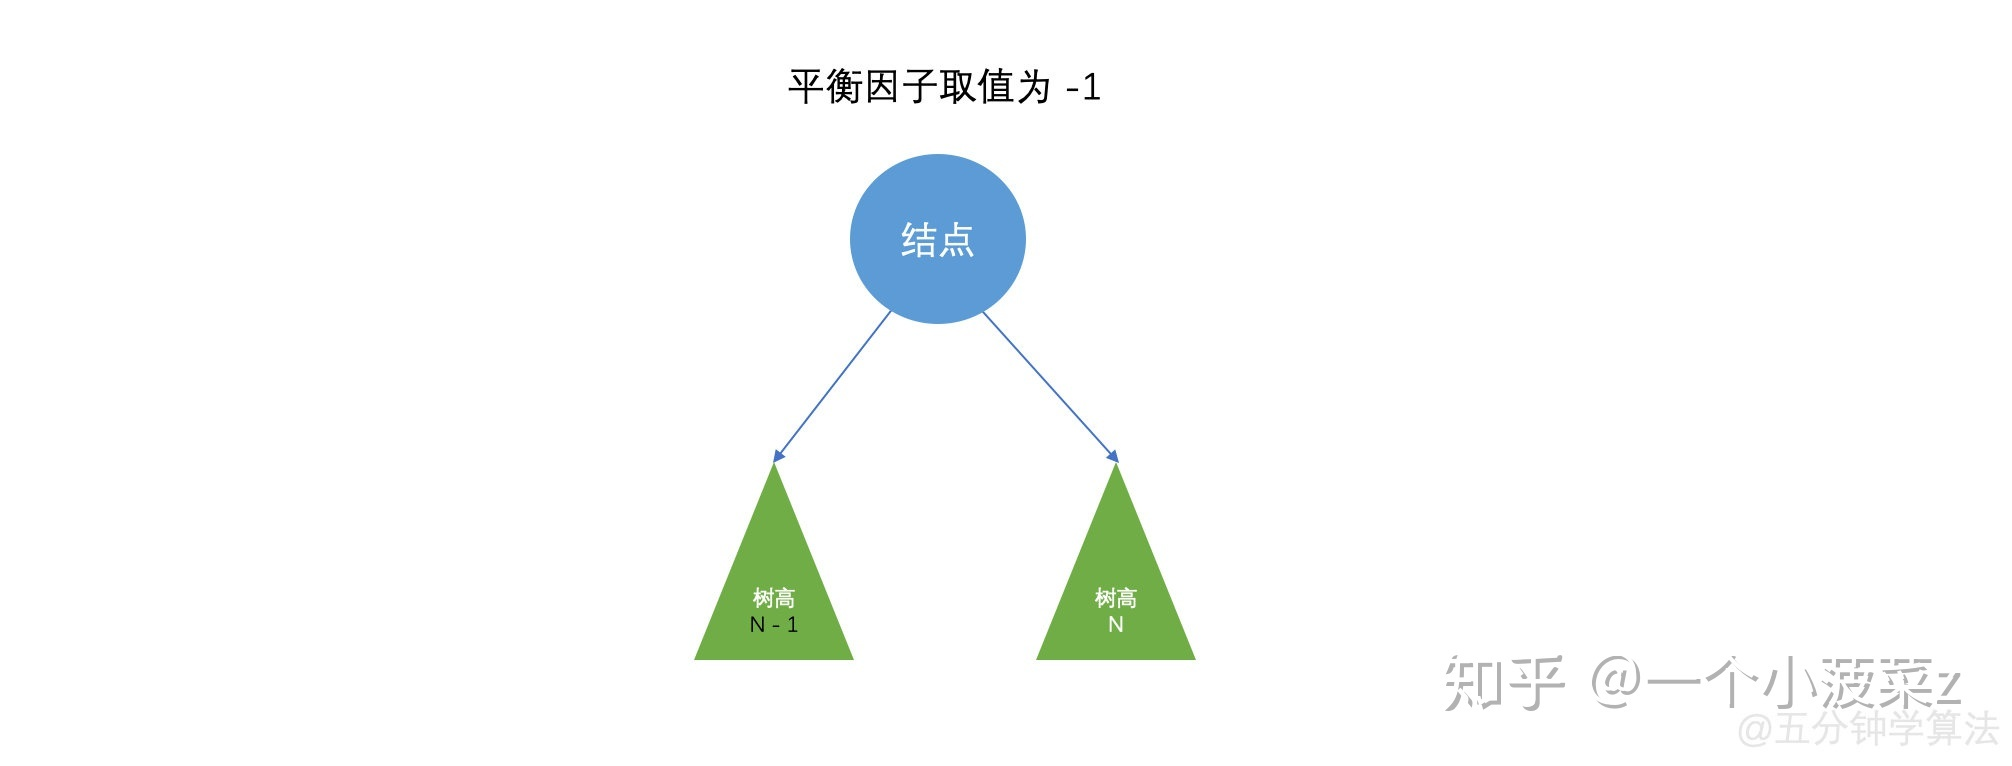 平衡因子取值为 -1
结点
树高
N - 1
树高
N
知乎 @一个小菠菜z
@五分钟学算法